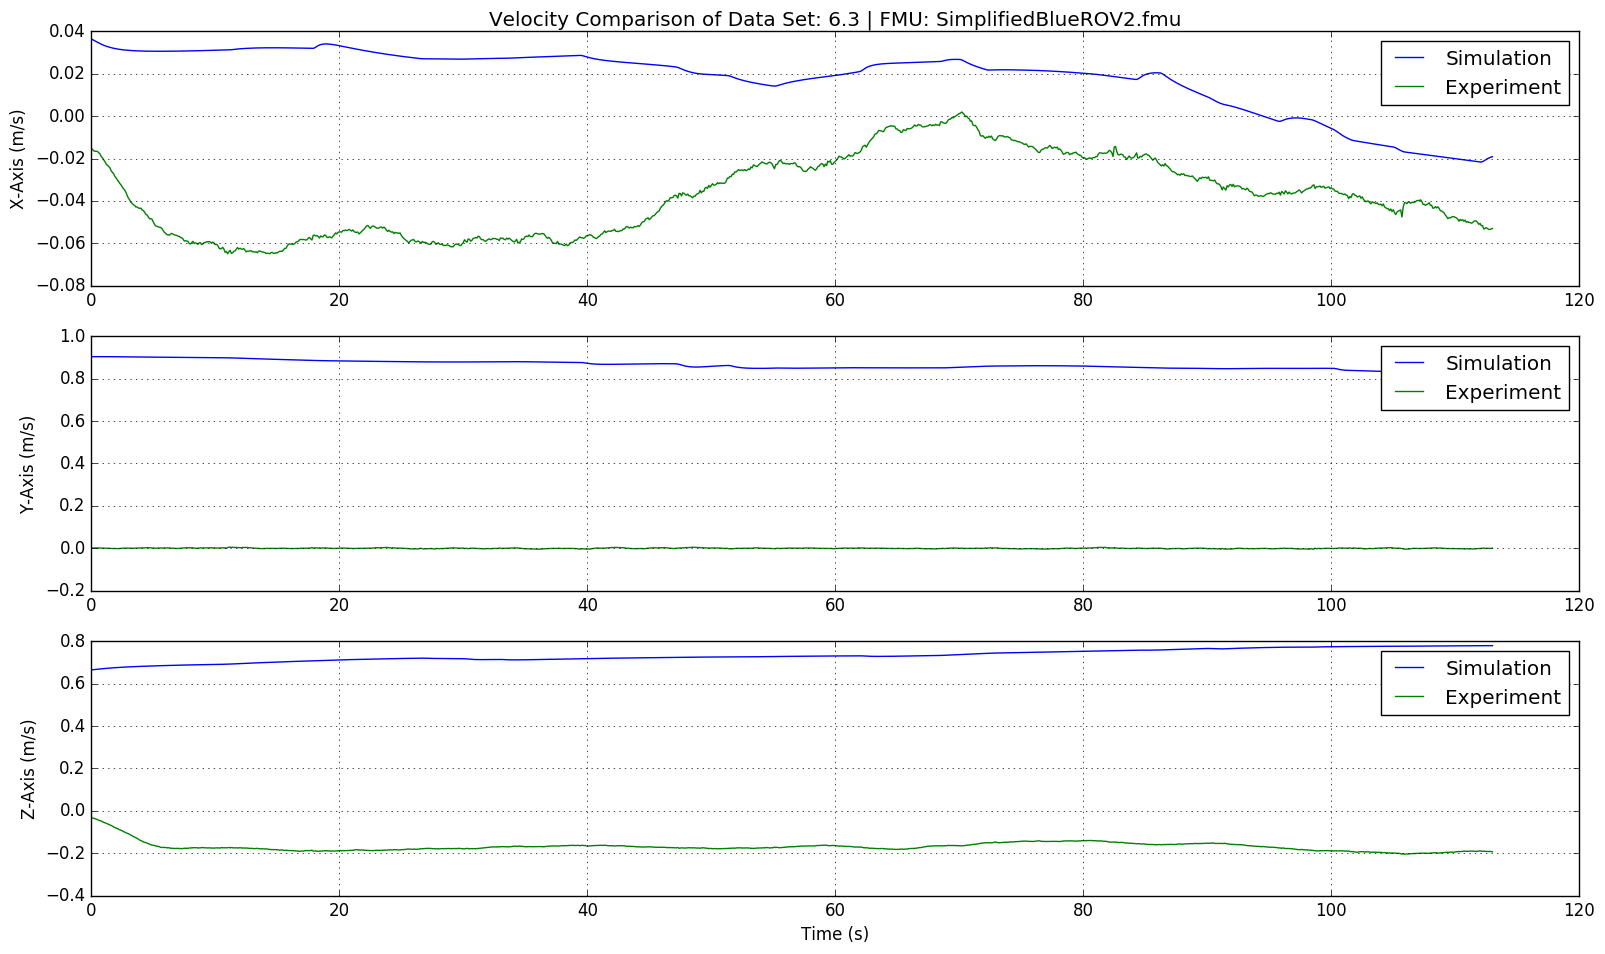 Velocity Comparison of Data Set: 6.3 | FMU: SimplifiedBlueROV2.fmu
0.04
0.02
0.00
−0.02
−0.04
−0.06
−0.08
X-Axis (m/s)
Simulation
Experiment
0 20 40 60 80 100 120
1.0
0.8
0.6
0.4
0.2
0.0
−0.2
Y-Axis (m/s)
Simulation
Experiment
0 20 40 60 80 100 120
0.8
0.6
0.4
0.2
0.0
−0.2
−0.4
Z-Axis (m/s)
Simulation
Experiment
0 20 40 60 80 100 120
Time (s)